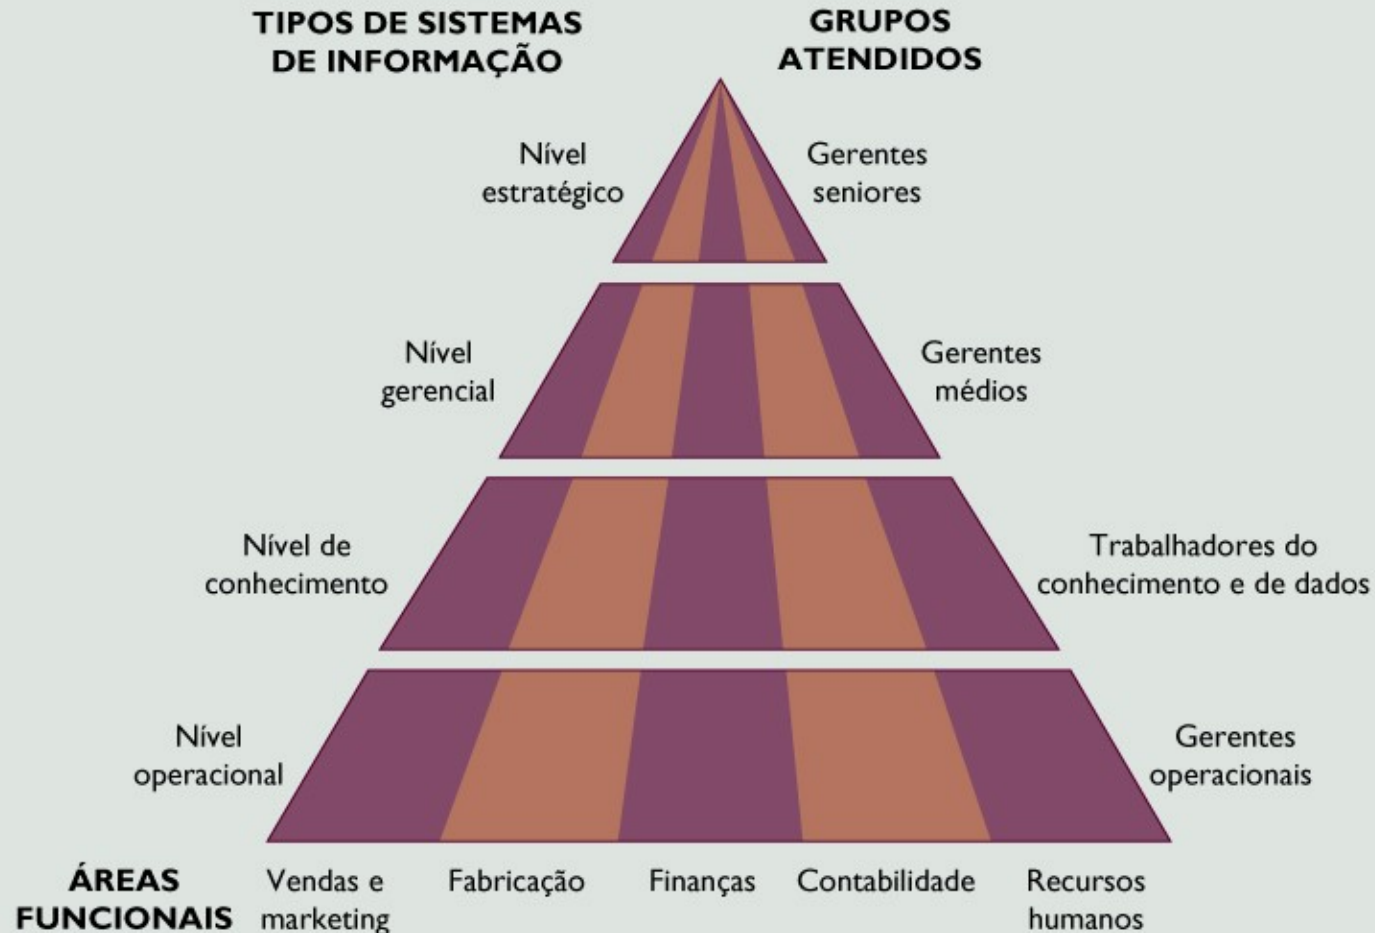 TIPOS DE SISTEMAS
DE INFORMAÇÃO
GRUPOS
ATENDIDOS
Nível
estratégico
Gerentes
seniores
Nível
gerencial
Gerentes
médios
Nível de
conhecimento
Trabalhadores do
conhecimento e de dados
Nível
operacional
Gerentes
operacionais
ÁREAS
FUNCIONAIS
Vendas e
marketing
Fabricação
Finanças
Contabilidade
Recursos
humanos